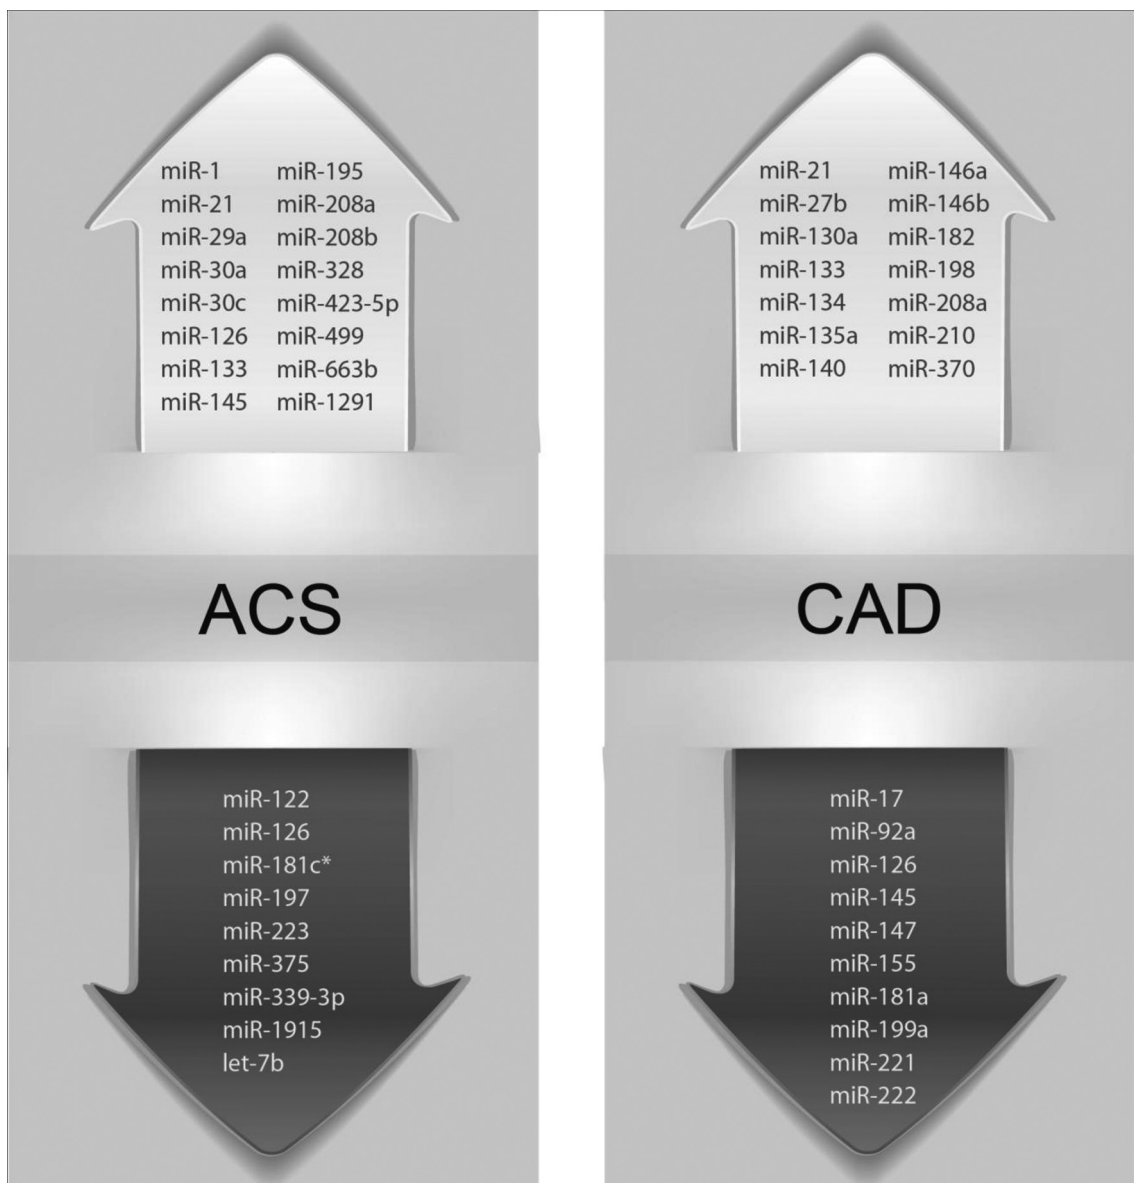 miR-1 miR-195
miR-21 miR-208a
miR-29a miR-208b
miR-30a miR-328
miR-30c miR-423-5p
miR-126 miR-499
miR-133 miR-663b
miR-145 miR-1291
ACS
miR-122
miR-126
miR-181c*
miR-197
miR-223
miR-375
miR-339-3p
miR-1915
let-7b
miR-21 miR-146a
miR-27b miR-146b
miR-130a miR-182
miR-133 miR-198
miR-134 miR-208a
miR-135a miR-210
miR-140 miR-370
CAD
miR-17
miR-92a
miR-126
miR-145
miR-147
miR-155
miR-181a
miR-199a
miR-221
miR-222